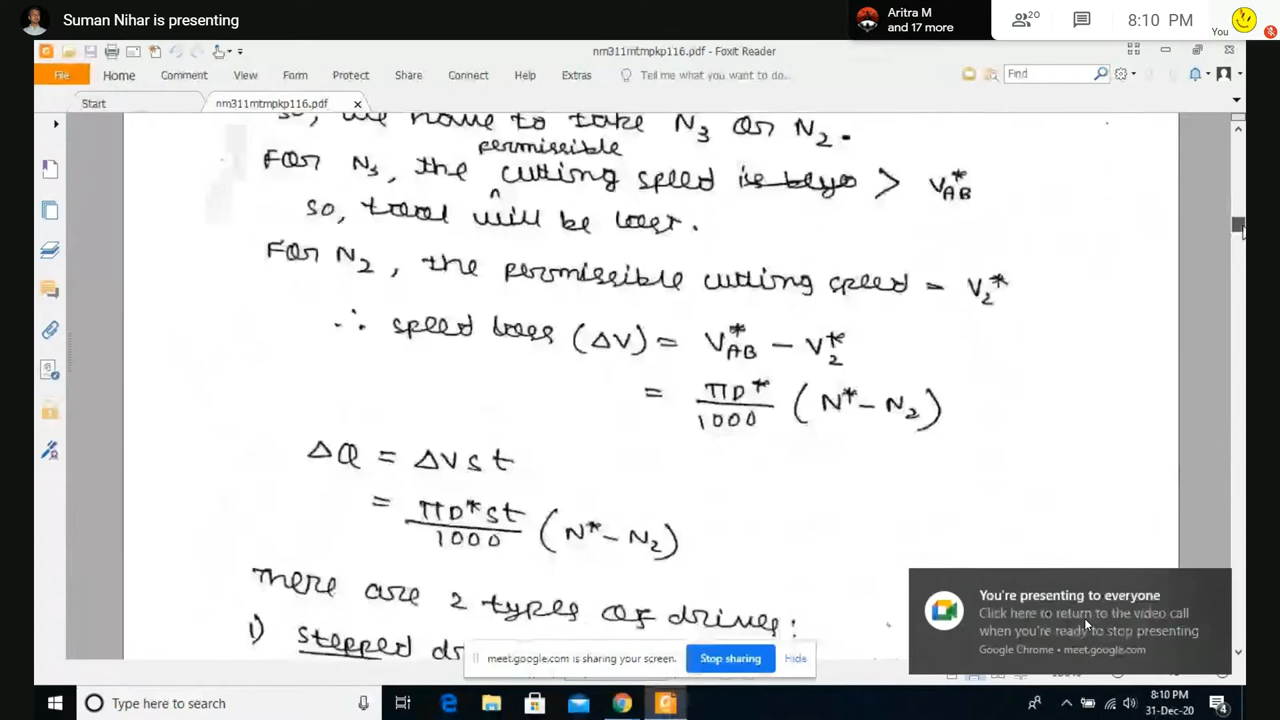 Suman Nihar is presenting
Aritra M
and 17 more
20
8:10 PM
You
nm311mtmpkp116.pdf - Foxit Reader
File Home Comment View Form Protect Share Connect Help Extras Tell me what you want to do... Find
Start nm311mtmpkp116.pdf
so, we have to take N3 or N2.
permissible
For N3, the ^ cutting speed is beyo > V*AB
so, tool will be lost.
For N2, the permissible cutting speed = V2*
∴ speed loss (ΔV) = V*AB - V2*
= πD*/1000 (N* - N2)
ΔQ = ΔV s t
= πD*st/1000 (N* - N2)
There are 2 types of drives:
1) stepped
You're presenting to everyone
Click here to return to the video call
when you're ready to stop presenting
Google Chrome • meet.google.com
meet.google.com is sharing your screen. Stop sharing Hide
Type here to search
8:10 PM
31-Dec-20
4